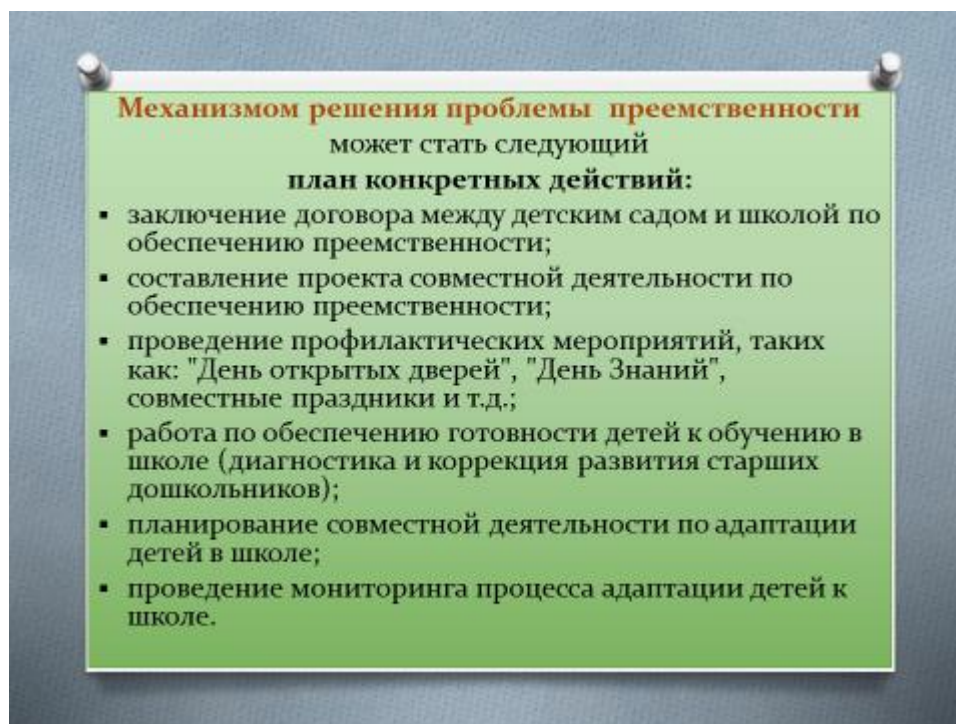 Механизмом решения проблемы преемственности
может стать следующий
план конкретных действий:
▪ заключение договора между детским садом и школой по
обеспечению преемственности;
▪ составление проекта совместной деятельности по
обеспечению преемственности;
▪ проведение профилактических мероприятий, таких
как: "День открытых дверей", "День Знаний",
совместные праздники и т.д.;
▪ работа по обеспечению готовности детей к обучению в
школе (диагностика и коррекция развития старших
дошкольников);
▪ планирование совместной деятельности по адаптации
детей в школе;
▪ проведение мониторинга процесса адаптации детей к
школе.